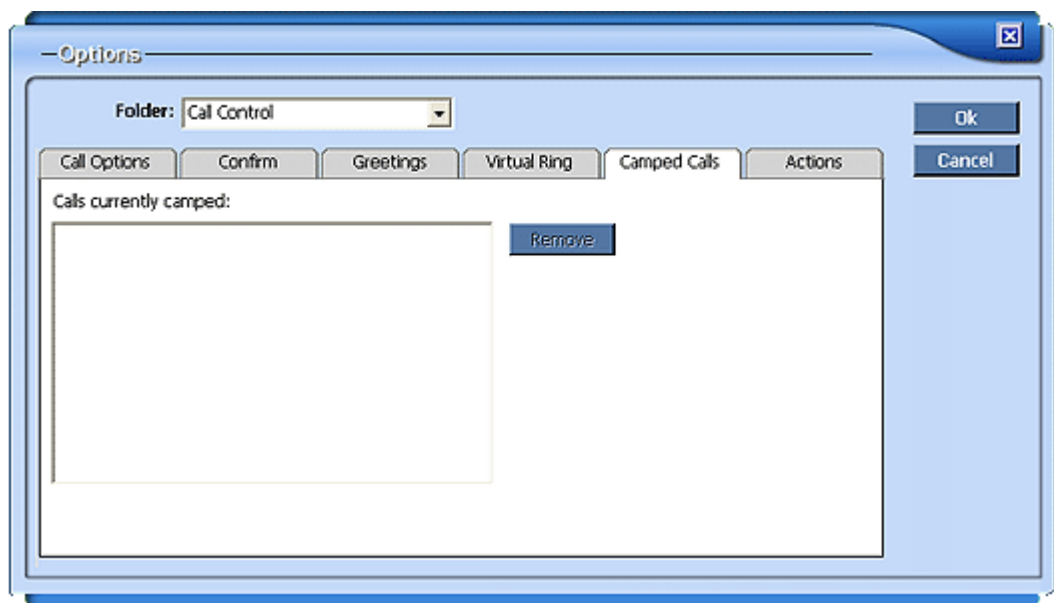 Options
Folder: Call Control
Ok
Call Options Confirm Greetings Virtual Ring Camped Calls Actions
Cancel
Calls currently camped:
Remove